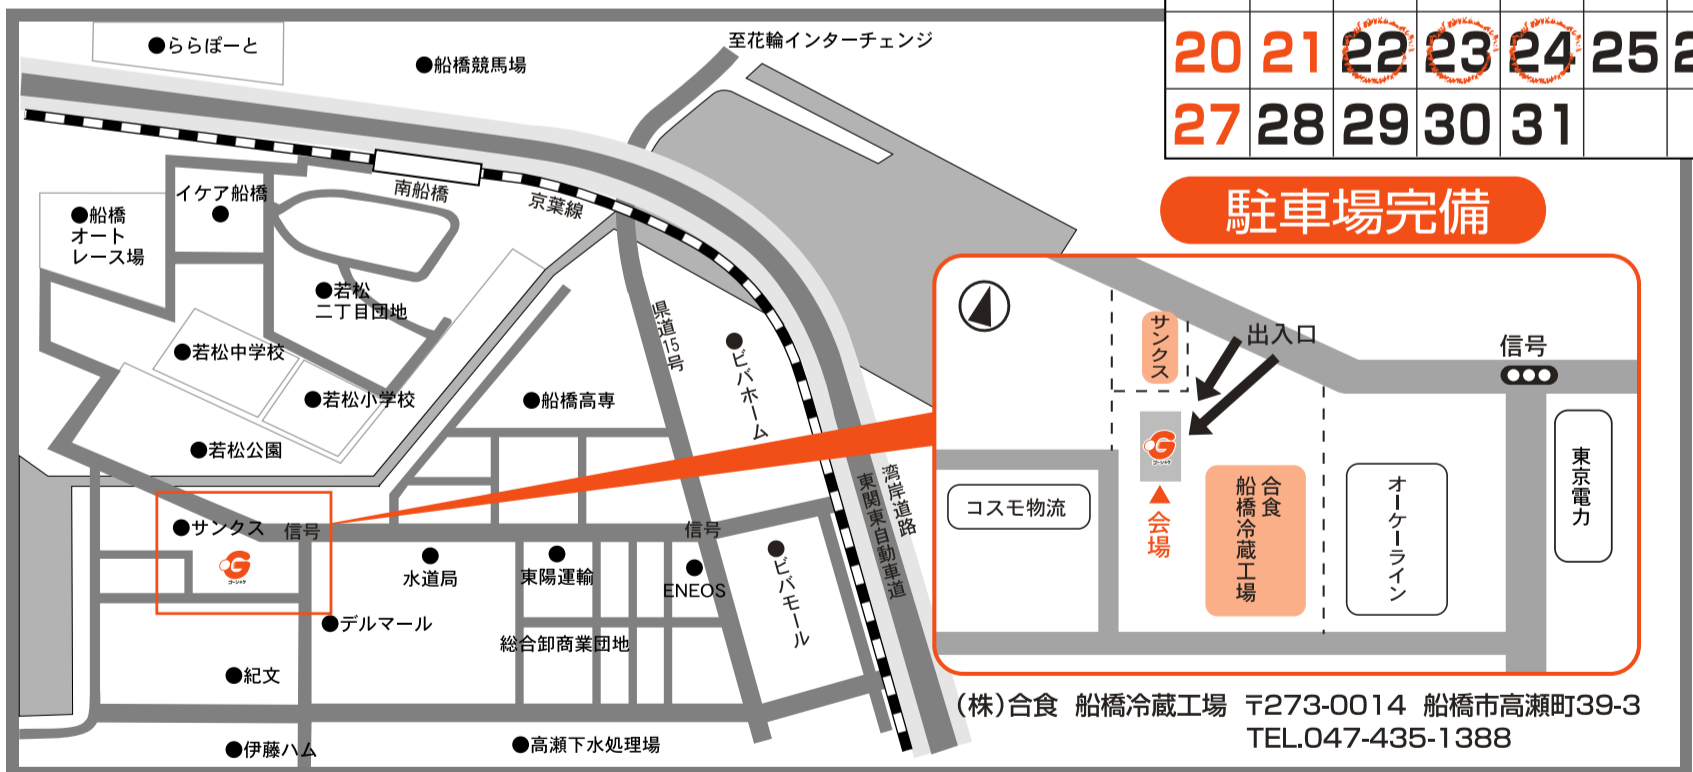 20 21 22 23 24 25
27 28 29 30 31
駐車場完備
●ららぽーと
●船橋競馬場
至花輪インターチェンジ
南船橋
京葉線
イケア船橋
●船橋
オート
レース場
●若松
二丁目団地
●若松中学校
●若松小学校
●若松公園
●船橋高専
県道15号
●ビバホーム
湾岸道路
東関東自動車道
●サンクス
信号
信号
ゴーシック
●水道局
●東陽運輸
●ENEOS
●ビバモール
●デルマール
総合卸商業団地
●紀文
●伊藤ハム
●高瀬下水処理場
サンクス
出入口
信号
コスモ物流
▲会場
合食
船橋冷蔵工場
オーケーライン
東京電力
(株)合食 船橋冷蔵工場 〒273-0014 船橋市高瀬町39-3
TEL.047-435-1388